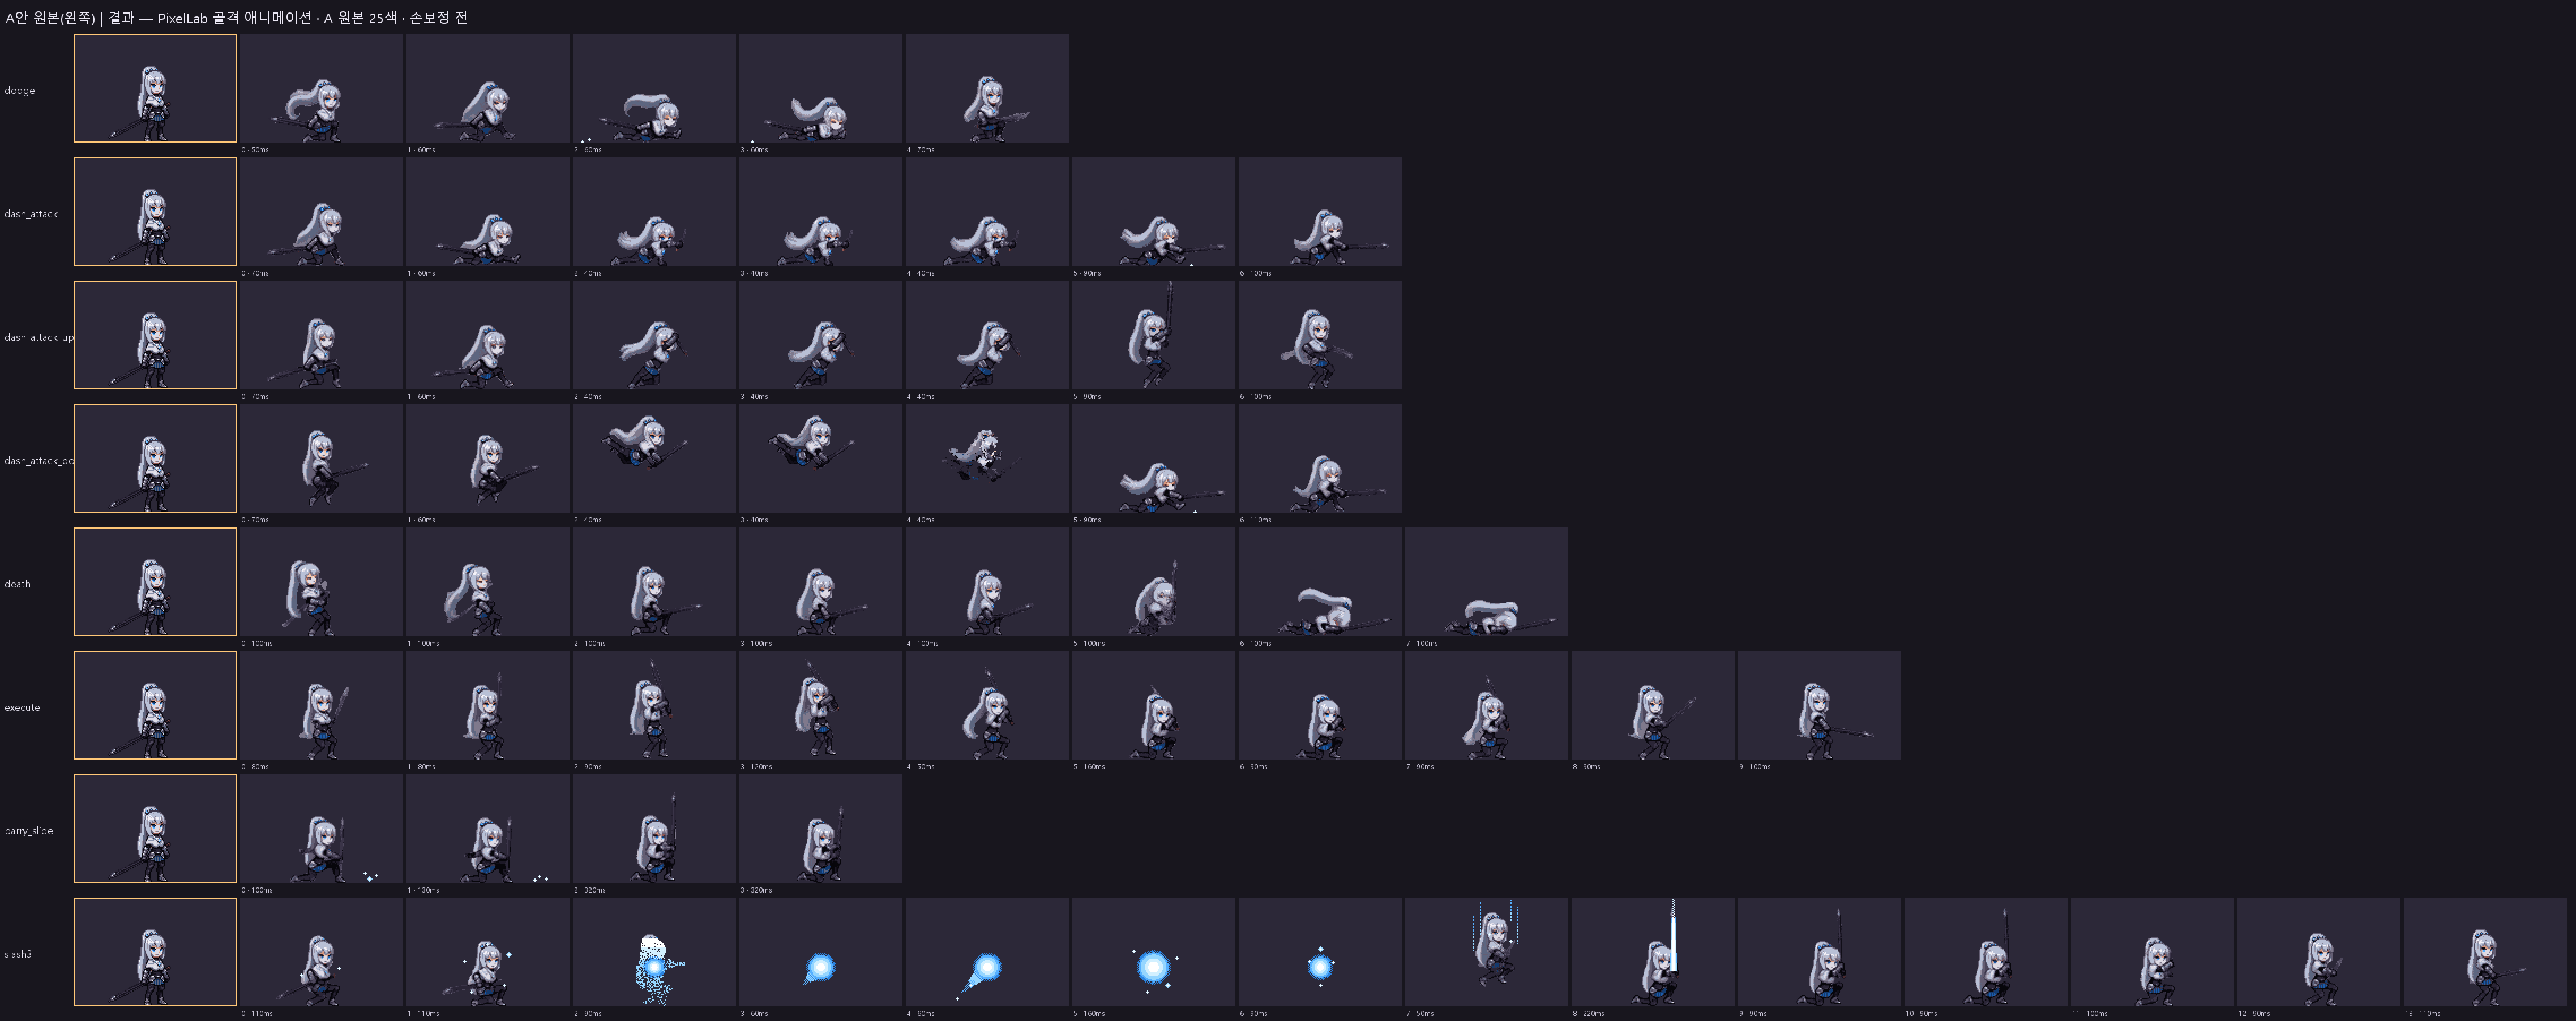 A안 원본(왼쪽) | 결과 — PixelLab 골격 애니메이션 · A 원본 25색 · 손보정 전
dodge
0 · 50ms 1 · 60ms 2 · 60ms 3 · 60ms 4 · 70ms
dash_attack
0 · 70ms 1 · 60ms 2 · 40ms 3 · 40ms 4 · 40ms 5 · 90ms 6 · 100ms
dash_attack_up
0 · 70ms 1 · 60ms 2 · 40ms 3 · 40ms 4 · 40ms 5 · 90ms 6 · 100ms
dash_attack_do
0 · 70ms 1 · 60ms 2 · 40ms 3 · 40ms 4 · 40ms 5 · 90ms 6 · 110ms
death
0 · 100ms 1 · 100ms 2 · 100ms 3 · 100ms 4 · 100ms 5 · 100ms 6 · 100ms 7 · 100ms
execute
0 · 80ms 1 · 80ms 2 · 90ms 3 · 120ms 4 · 50ms 5 · 160ms 6 · 90ms 7 · 90ms 8 · 90ms 9 · 100ms
parry_slide
0 · 100ms 1 · 130ms 2 · 320ms 3 · 320ms
slash3
0 · 110ms 1 · 110ms 2 · 90ms 3 · 60ms 4 · 60ms 5 · 160ms 6 · 90ms 7 · 50ms 8 · 220ms 9 · 90ms 10 · 90ms 11 · 100ms 12 · 90ms 13 · 110ms